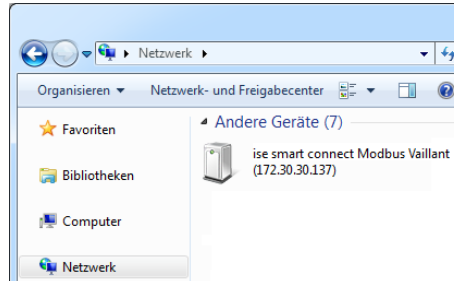 Netzwerk
Organisieren Netzwerk- und Freigabecenter
Favoriten
Bibliotheken
Computer
Netzwerk
Andere Geräte (7)
ise smart connect Modbus Vaillant
(172.30.30.137)